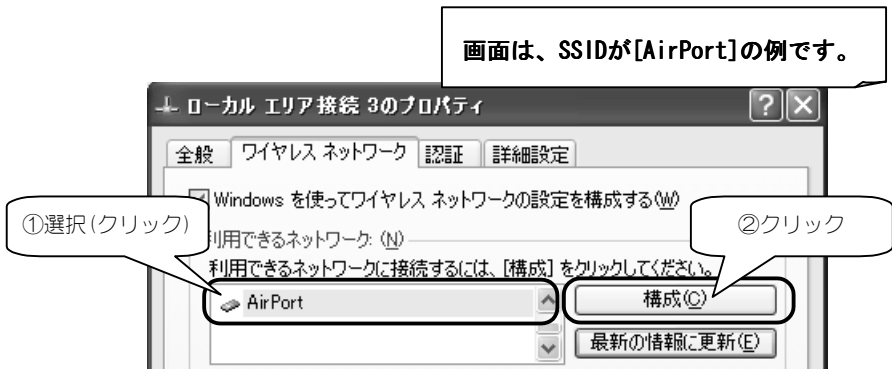 画面は、SSIDが[AirPort]の例です。
ローカル エリア接続 3のプロパティ
全般 ワイヤレス ネットワーク 認証 詳細設定
Windows を使ってワイヤレス ネットワークの設定を構成する(W)
①選択(クリック)
②クリック
利用できるネットワーク: (N)
利用できるネットワークに接続するには、[構成] をクリックしてください。
AirPort
構成(C)
最新の情報に更新(E)